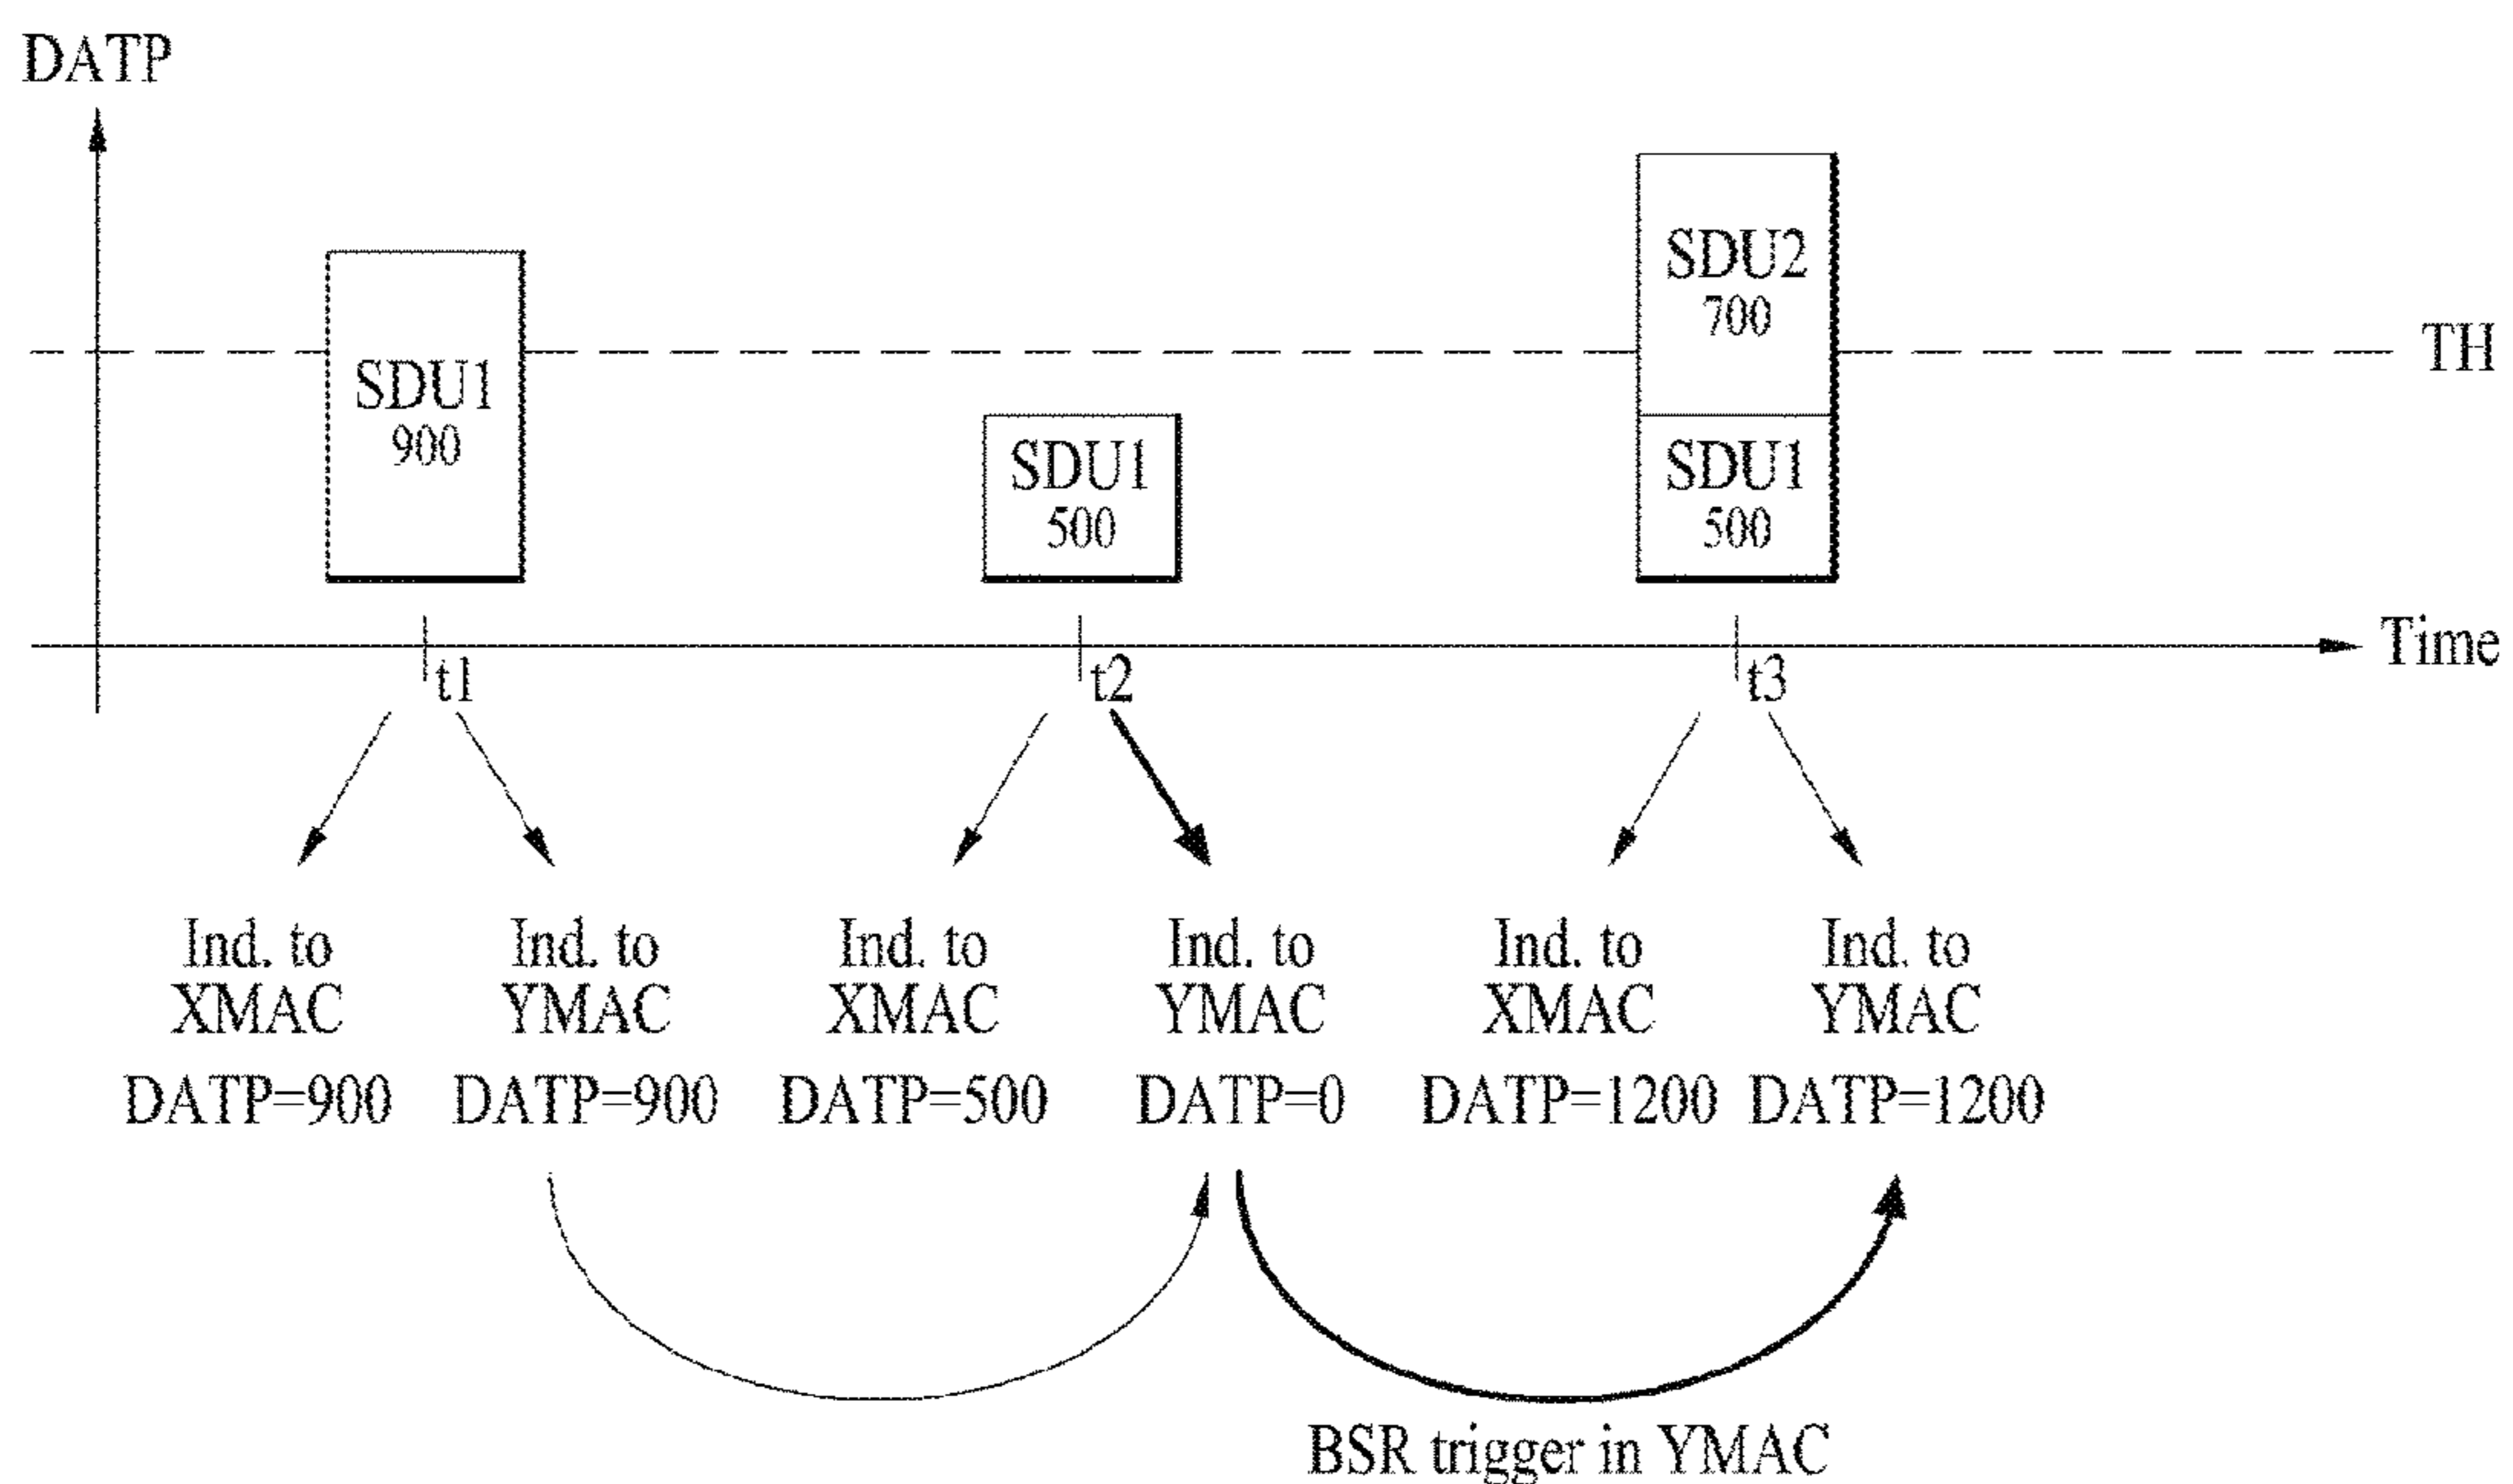 DATP
SDU2
700
TH
SDU1
900
SDU1
500
SDU1
500
Time
t1
t2
t3
Ind. to
XMAC
DATP=900
Ind. to
YMAC
DATP=900
Ind. to
XMAC
DATP=500
Ind. to
YMAC
DATP=0
Ind. to
XMAC
DATP=1200
Ind. to
YMAC
DATP=1200
BSR trigger in YMAC